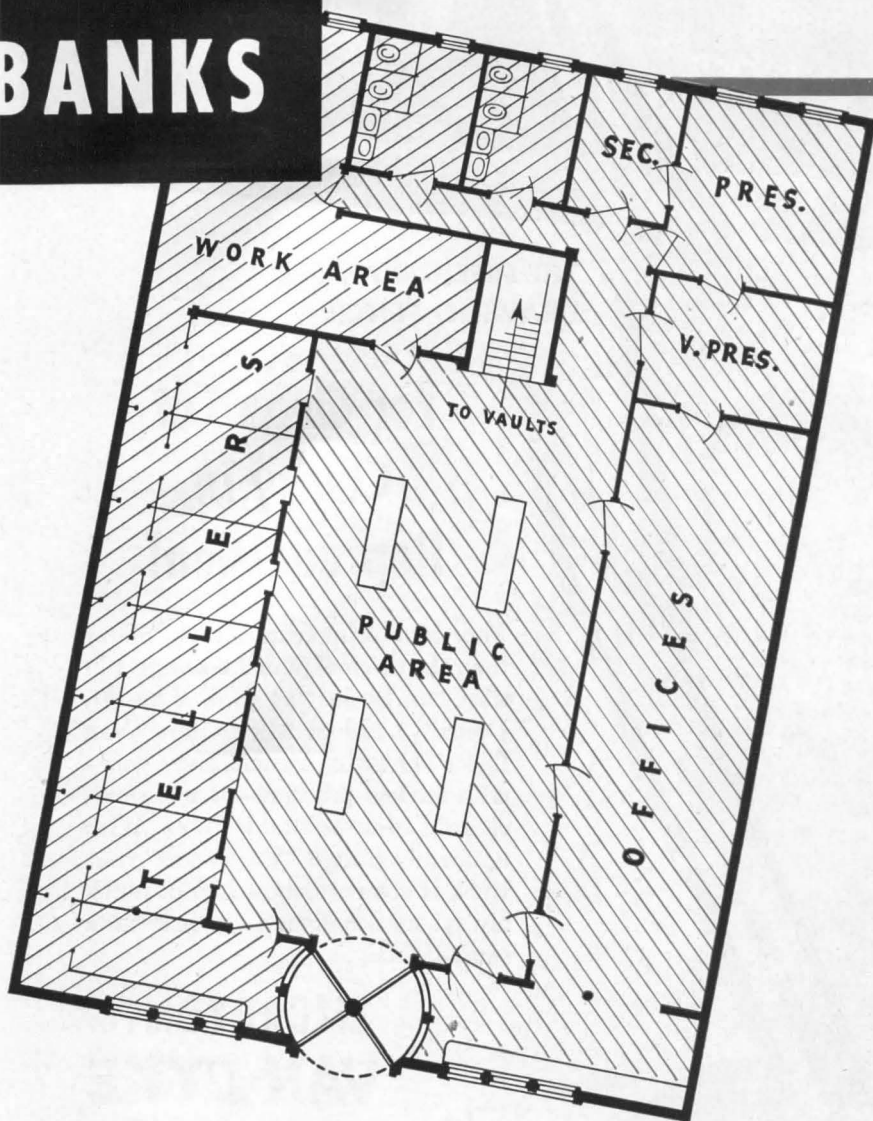 BANKS
SEC.
PRES.
WORK AREA
V. PRES.
TO VAULTS
TELLERS
PUBLIC
AREA
OFFICES